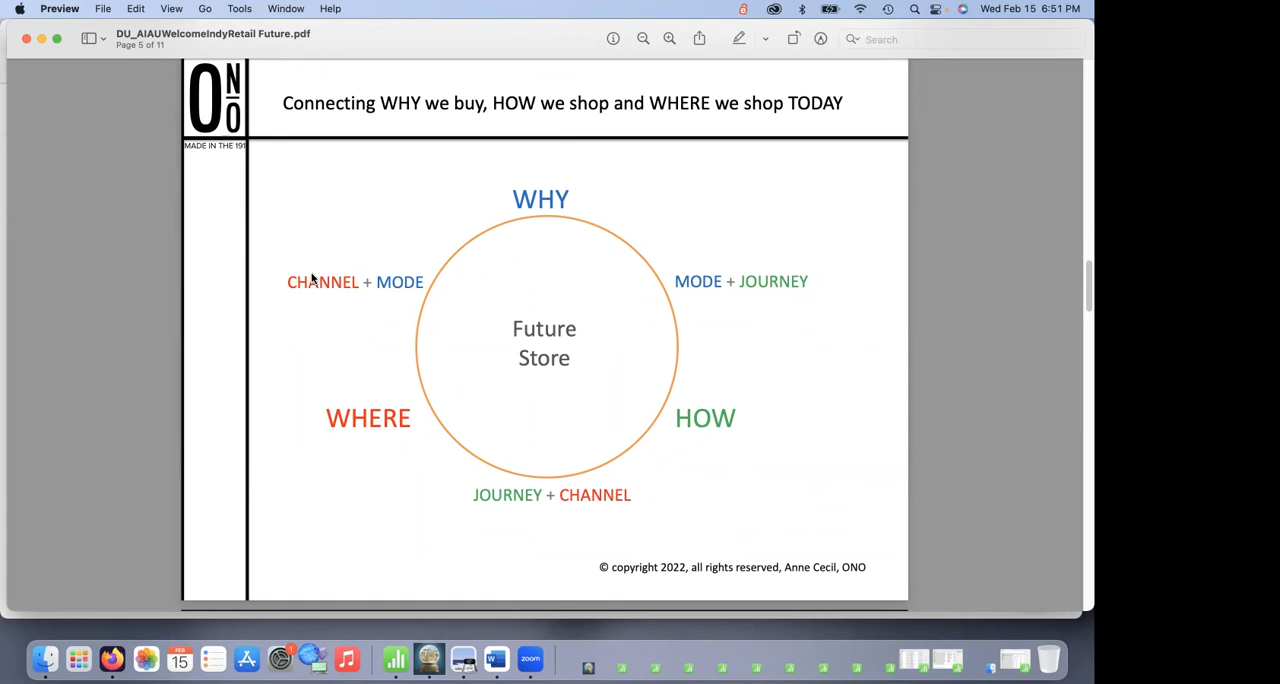 Preview File Edit View Go Tools Window Help Wed Feb 15 6:51 PM
DU_AIAUWelcomeIndyRetail Future.pdf
Page 5 of 11
Search
ONO
MADE IN THE 191
Connecting WHY we buy, HOW we shop and WHERE we shop TODAY
WHY
CHANNEL + MODE
MODE + JOURNEY
Future
Store
WHERE
HOW
JOURNEY + CHANNEL
© copyright 2022, all rights reserved, Anne Cecil, ONO
FEB
15
1
W
zoom